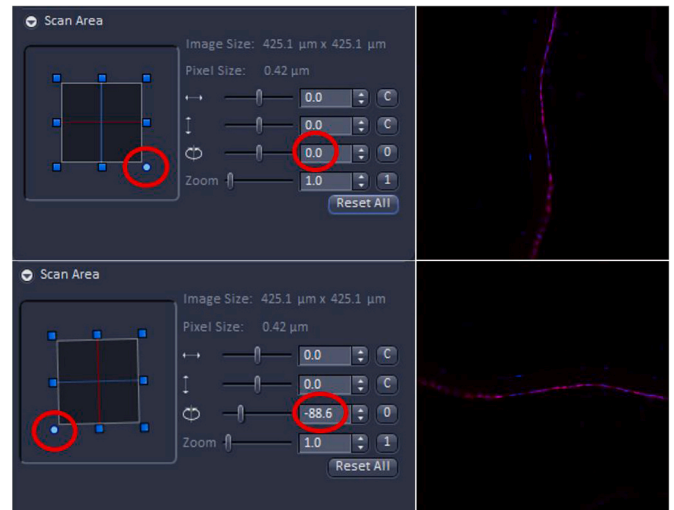 Scan Area
Image Size: 425.1 µm x 425.1 µm
Pixel Size: 0.42 µm
0.0 C
0.0 C
0.0 0
Zoom 1.0 1
Reset All
Scan Area
Image Size: 425.1 µm x 425.1 µm
Pixel Size: 0.42 µm
0.0 C
0.0 C
-88.6 0
Zoom 1.0 1
Reset All